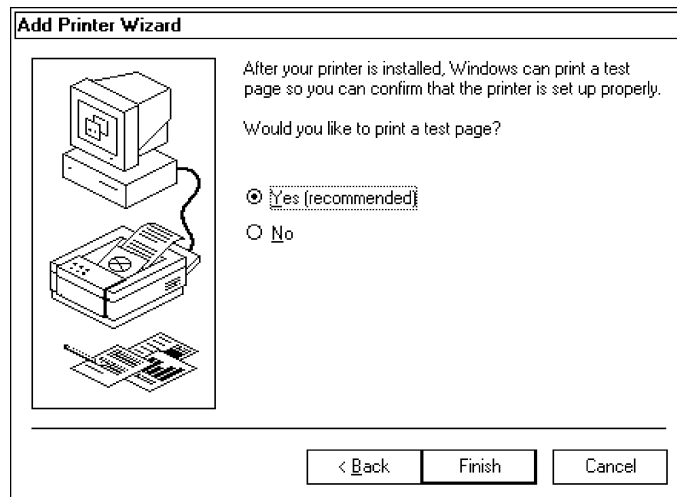 Add Printer Wizard
After your printer is installed, Windows can print a test
page so you can confirm that the printer is set up properly.
Would you like to print a test page?
Yes (recommended)
No
< Back
Finish
Cancel